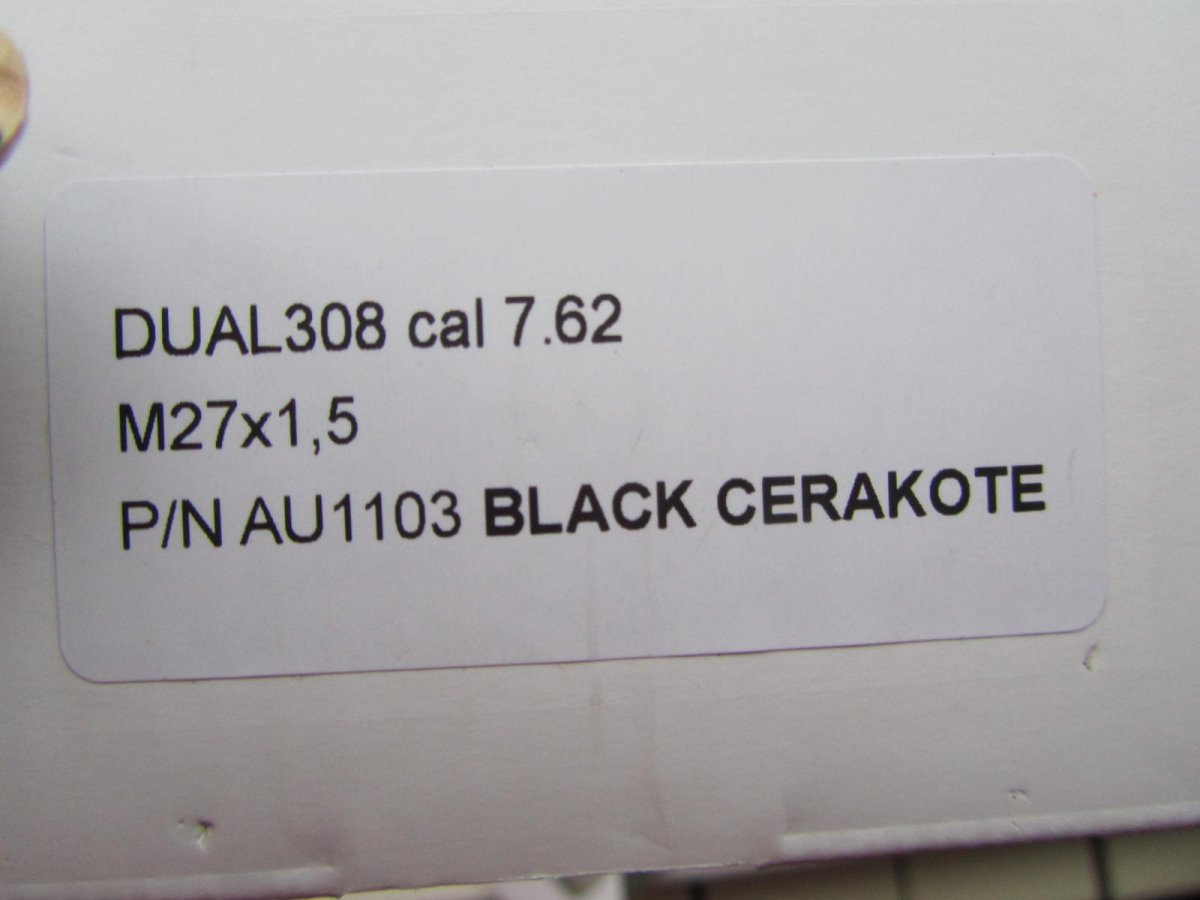 DUAL308 cal 7.62
M27x1,5
P/N AU1103 BLACK CERAKOTE